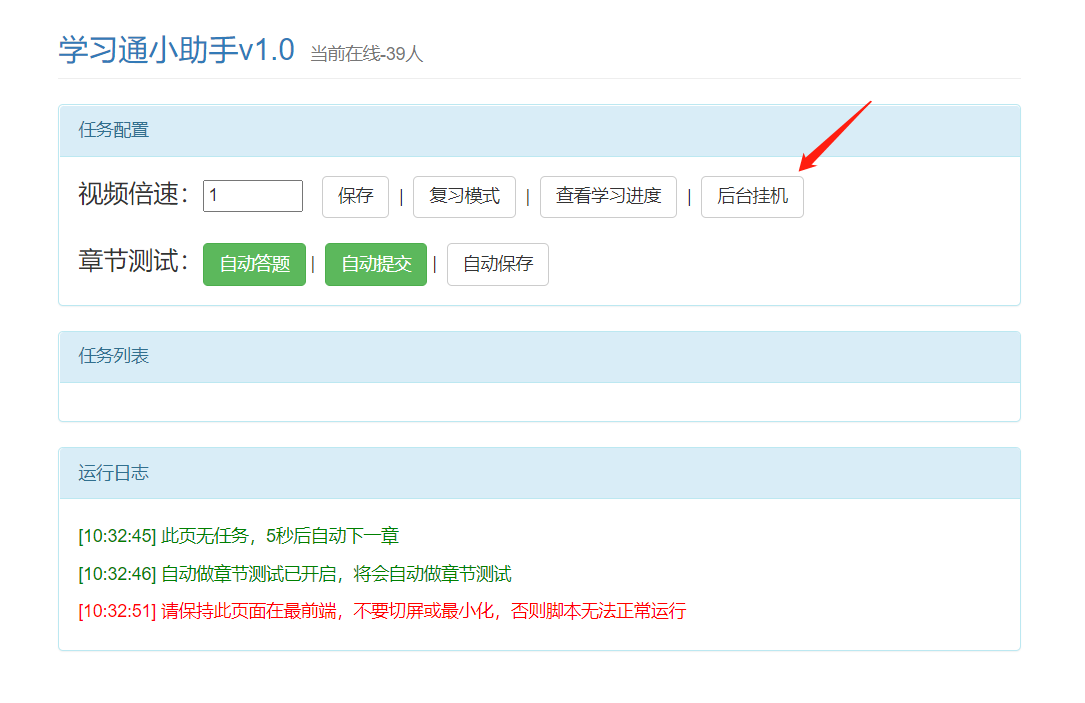 学习通小助手v1.0 当前在线-39人
任务配置
视频倍速： 1 保存 | 复习模式 | 查看学习进度 | 后台挂机
章节测试： 自动答题 | 自动提交 | 自动保存
任务列表
运行日志
[10:32:45] 此页无任务，5秒后自动下一章
[10:32:46] 自动做章节测试已开启，将会自动做章节测试
[10:32:51] 请保持此页面在最前端，不要切屏或最小化，否则脚本无法正常运行